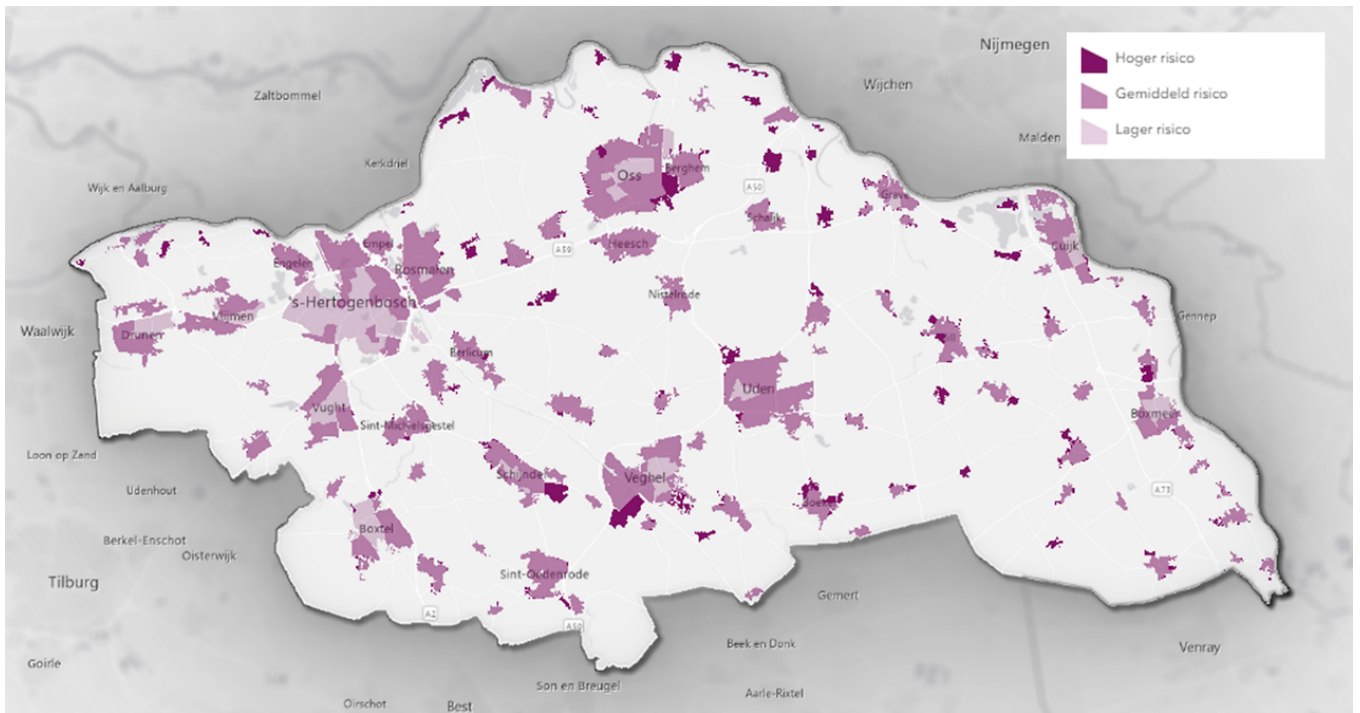 Nijmegen
Hoger risico
Wijchen
Gemiddeld risico
Zaltbommel
Lager risico
Malden
Kerkdriel
Berghem
Oss
Wijk en Aalburg
A50
Grave
Schaijk
Empel
Heesch
A59
Cuijk
Engelen
Rosmalen
Nistelrode
's-Hertogenbosch
Vlijmen
Gennep
Waalwijk
Drunen
Berlicum
Uden
Vught
Boxmeer
Sint-Michielsgestel
Loon op Zand
Schijndel
Veghel
Udenhout
A73
Boekel
Boxtel
Berkel-Enschot
Oisterwijk
Sint-Oedenrode
Tilburg
Gemert
A2
A50
Beek en Donk
Venray
Goirle
Son en Breugel
Aarle-Rixtel
Oirschot
Best